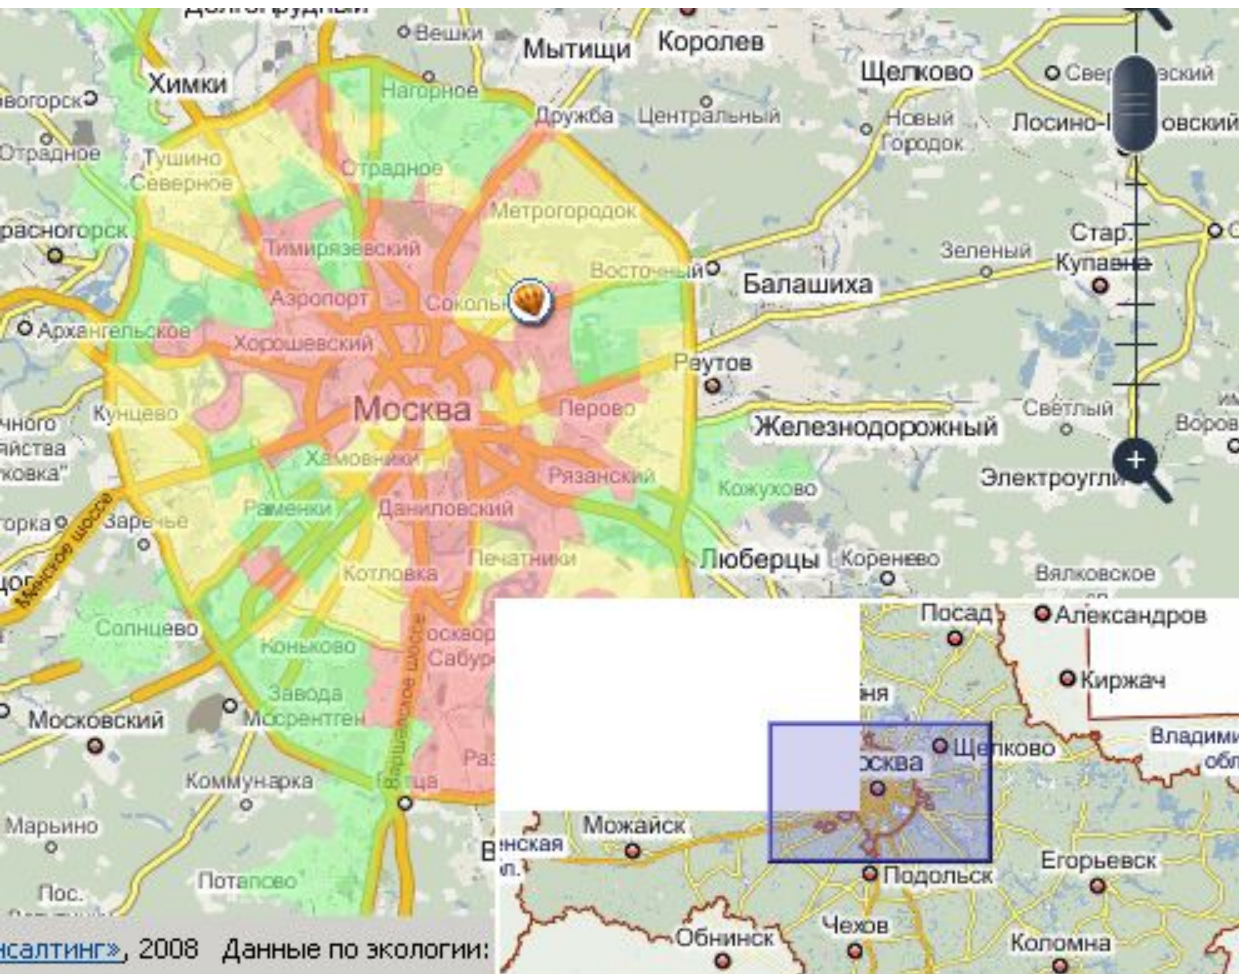 Долгопрудный
Вешки
Мытищи
Королев
Химки
Нагорное
Щелково
Дружба
Центральный
Новый
Городок
Отрадное
Тушино
Северное
Отрадное
Метрогородок
Тимирязевский
Восточный
Зеленый
Стар.
Купавна
Балашиха
Аэропорт
Архангельское
Хорошевский
Реутов
Москва
Кунцево
Перово
Светлый
Железнодорожный
Хамовники
Рязанский
Кожухово
Электроугли
Раменки
Даниловский
Заречье
Минское шоссе
Печатники
Люберцы
Коренево
Котловка
Вялковское
Солнцево
Коньково
Варшавское шоссе
Завода
Мосрентген
Московский
Коммунарка
Марьино
Потапово
Пос.
Посад
Александров
Киржач
Щелково
Можайск
Подольск
Егорьевск
Чехов
Обнинск
Коломна
нсалтинг», 2008 Данные по экологии: